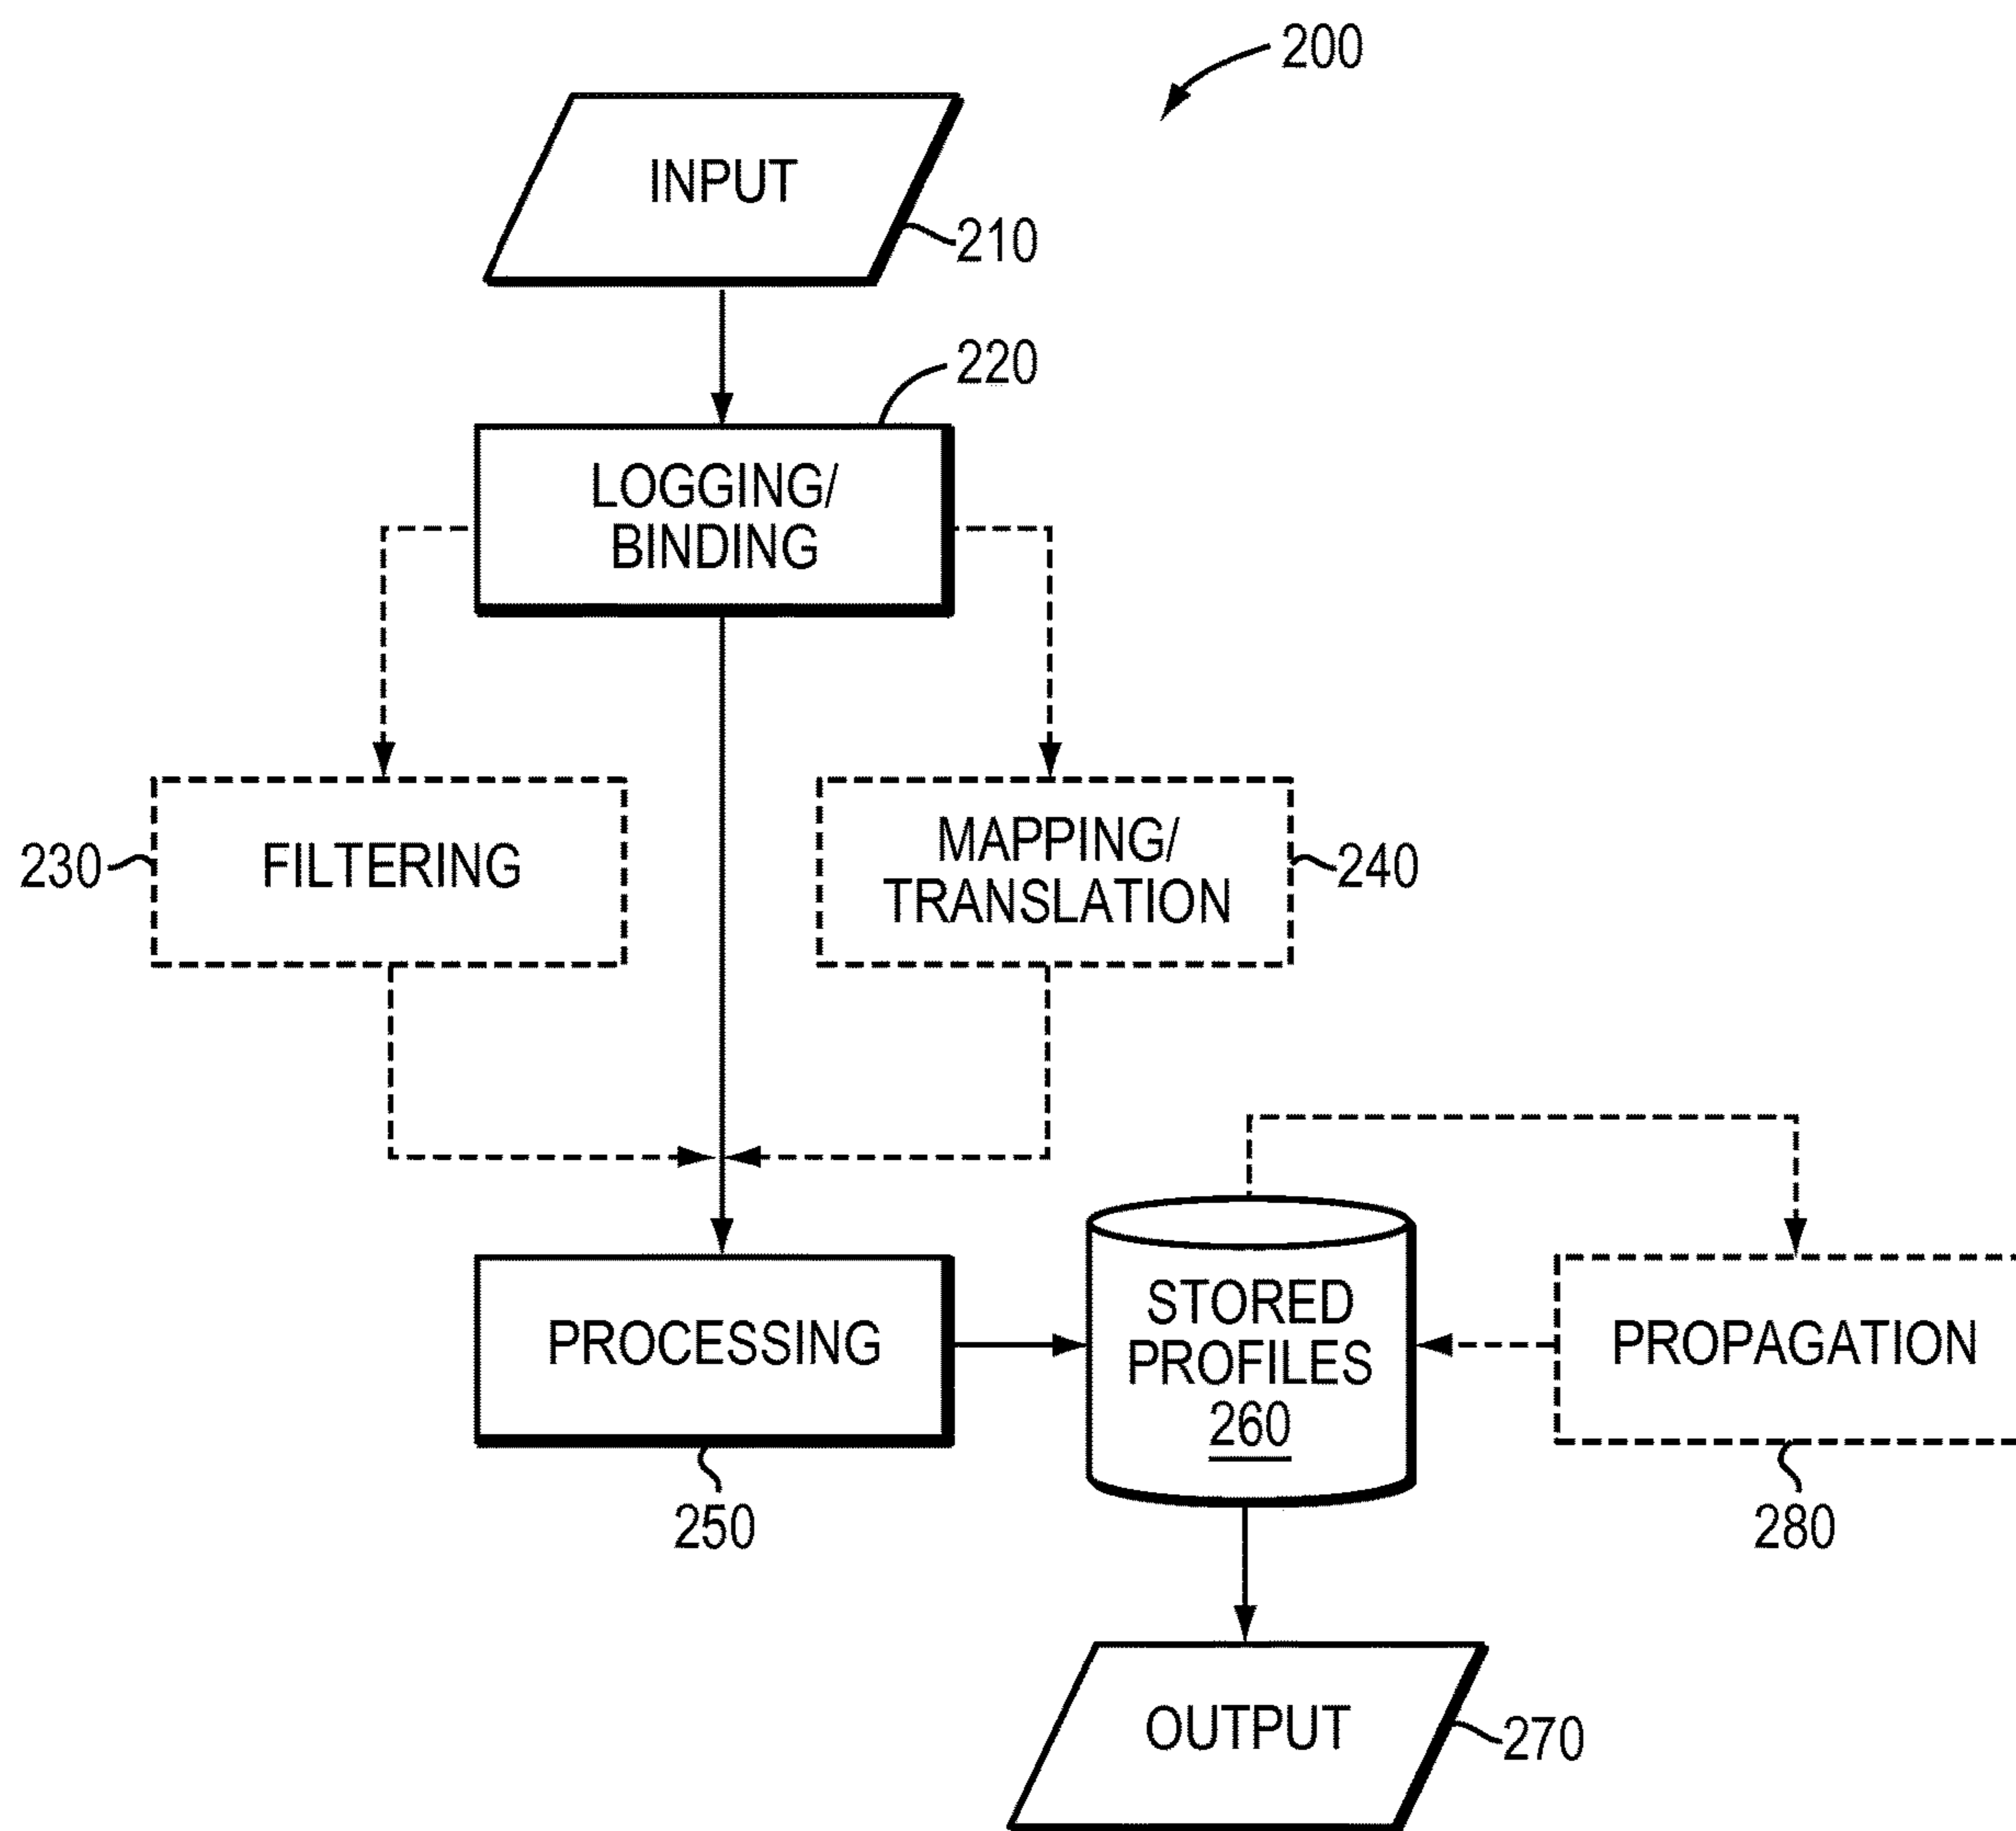 200
INPUT
210
220
LOGGING/
BINDING
230
FILTERING
MAPPING/
TRANSLATION
240
PROCESSING
250
STORED
PROFILES
260
PROPAGATION
280
OUTPUT
270